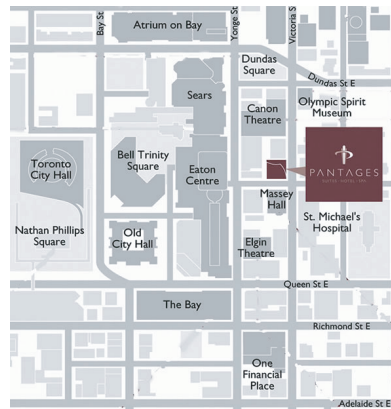 Bay St
Yonge St
Victoria S
Atrium on Bay
Dundas
Square
Dundas St E
Sears
Canon
Theatre
Olympic Spirit
Museum
Toronto
City Hall
Bell Trinity
Square
Eaton
Centre
PANTAGES
Massey
Hall
St. Michael's
Hospital
Nathan Phillips
Square
Old
City Hall
Elgin
Theatre
Queen St E
The Bay
Richmond St E
One
Financial
Place
Adelaide St E